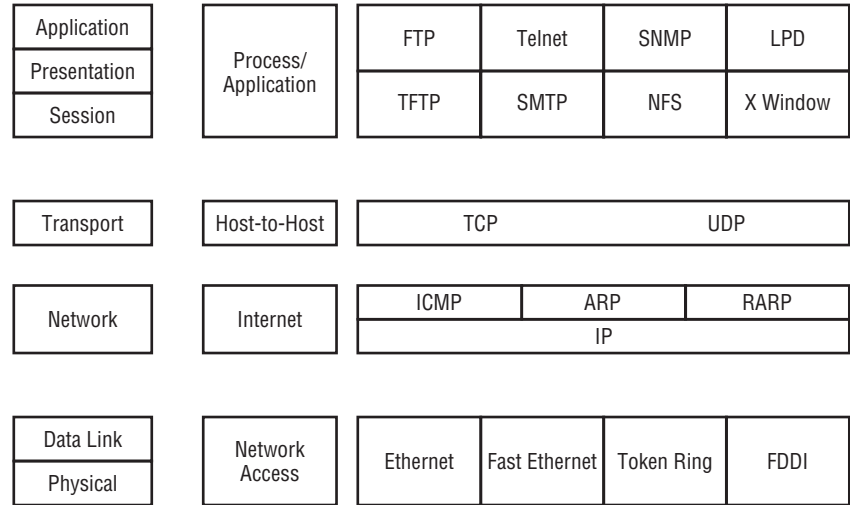 Application
Presentation
Session
Process/
Application
FTP Telnet SNMP LPD
TFTP SMTP NFS X Window
Transport
Host-to-Host
TCP UDP
Network
Internet
ICMP ARP RARP
IP
Data Link
Physical
Network
Access
Ethernet Fast Ethernet Token Ring FDDI